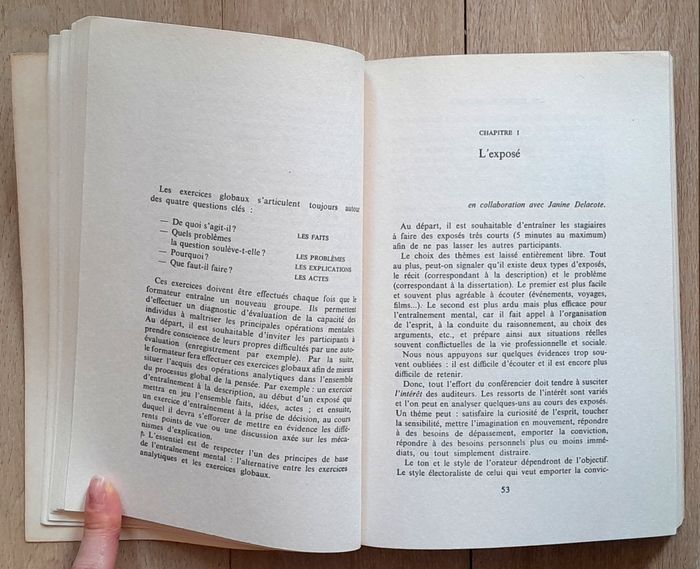 Les exercices globaux s'articulent toujours autour
des quatre questions clés :
— De quoi s'agit-il ? LES FAITS
— Quels problèmes
la question soulève-t-elle ? LES PROBLÈMES
— Pourquoi ? LES EXPLICATIONS
— Que faut-il faire ? LES ACTES
Ces exercices doivent être effectués chaque fois que le
formateur entraîne un nouveau groupe. Ils permettent
d'effectuer un diagnostic d'évaluation de la capacité des
individus à maîtriser les principales opérations mentales
Au départ, il est souhaitable d'inviter les participants à
prendre conscience de leurs propres difficultés par une auto-
évaluation (enregistrement par exemple). Par la suite,
le formateur fera effectuer ces exercices globaux afin de mieux
situer l'acquis des opérations analytiques dans l'ensemble
du processus global de la pensée. Par exemple : un exercice
d'entraînement à la description, au début d'un exposé qui
mettra en jeu l'ensemble faits, idées, actes ; et ensuite,
un exercice d'entraînement à la prise de décision, au cours
duquel il devra s'efforcer de mettre en évidence les diffé-
rents points de vue ou une discussion axée sur les méca-
nismes d'explication.
L'essentiel est de respecter l'un des principes de base
de l'entraînement mental : l'alternative entre les exercices
analytiques et les exercices globaux.
CHAPITRE I
L'exposé
en collaboration avec Janine Delacote.
Au départ, il est souhaitable d'entraîner les stagiaires
à faire des exposés très courts (5 minutes au maximum)
afin de ne pas lasser les autres participants.
Le choix des thèmes est laissé entièrement libre. Tout
au plus, peut-on signaler qu'il existe deux types d'exposés,
le récit (correspondant à la description) et le problème
(correspondant à la dissertation). Le premier est plus facile
et souvent plus agréable à écouter (événements, voyages,
films...). Le second est plus ardu mais plus efficace pour
l'entraînement mental, car il fait appel à l'organisation
de l'esprit, à la conduite du raisonnement, au choix des
arguments, etc., et prépare ainsi aux situations réelles
souvent conflictuelles de la vie professionnelle et sociale.
Nous nous appuyons sur quelques évidences trop sou-
vent oubliées : il est difficile d'écouter et il est encore plus
difficile de retenir.
Donc, tout l'effort du conférencier doit tendre à susciter
l'intérêt des auditeurs. Les ressorts de l'intérêt sont variés
et l'on peut en analyser quelques-uns au cours des exposés.
Un thème peut : satisfaire la curiosité de l'esprit, toucher
la sensibilité, mettre l'imagination en mouvement, répondre
à des besoins de dépassement, emporter la conviction,
répondre à des besoins personnels plus ou moins immé-
diats, ou tout simplement distraire.
Le ton et le style de l'orateur dépendront de l'objectif.
Le style électoraliste de celui qui veut emporter la convic-
53